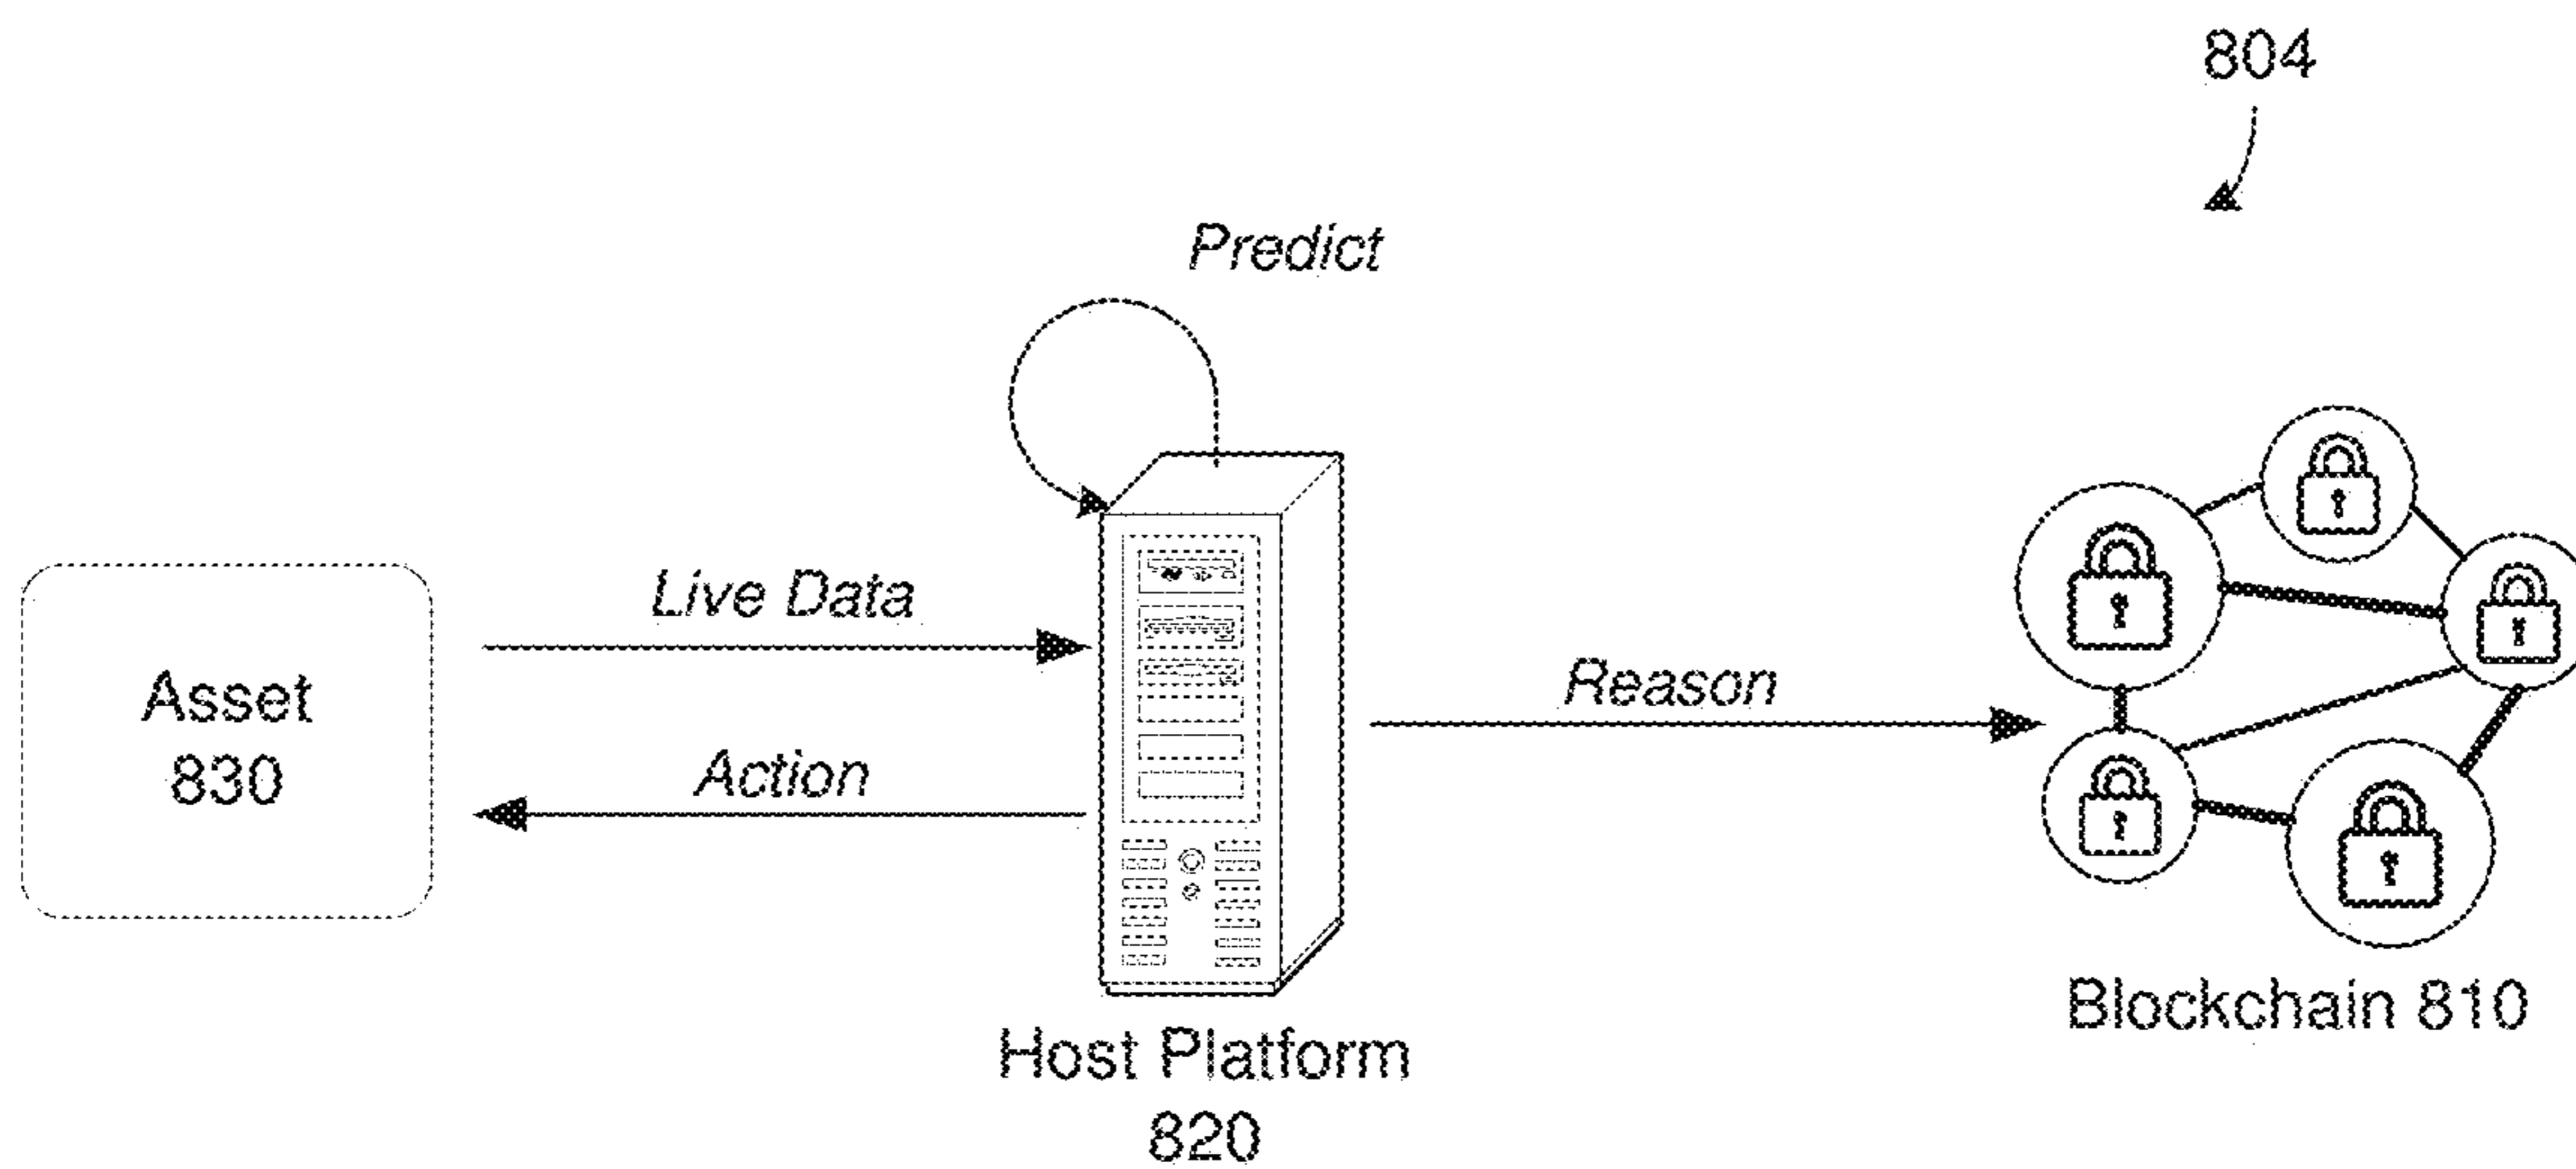 804
Predict
Live Data
Asset
830
Action
Reason
Host Platform
820
Blockchain 810